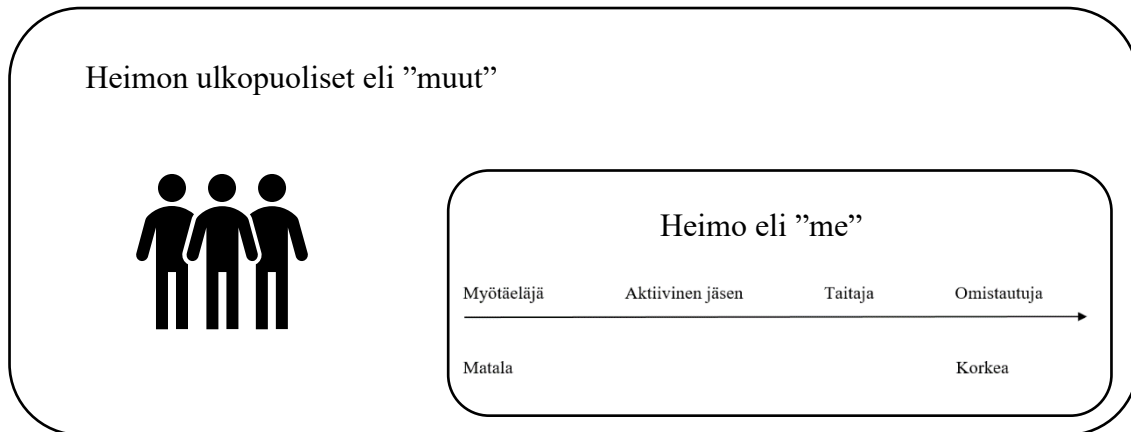 Heimon ulkopuoliset eli ”muut”
Heimo eli ”me”
Myötäeläjä Aktiivinen jäsen Taitaja Omistautuja
Matala Korkea